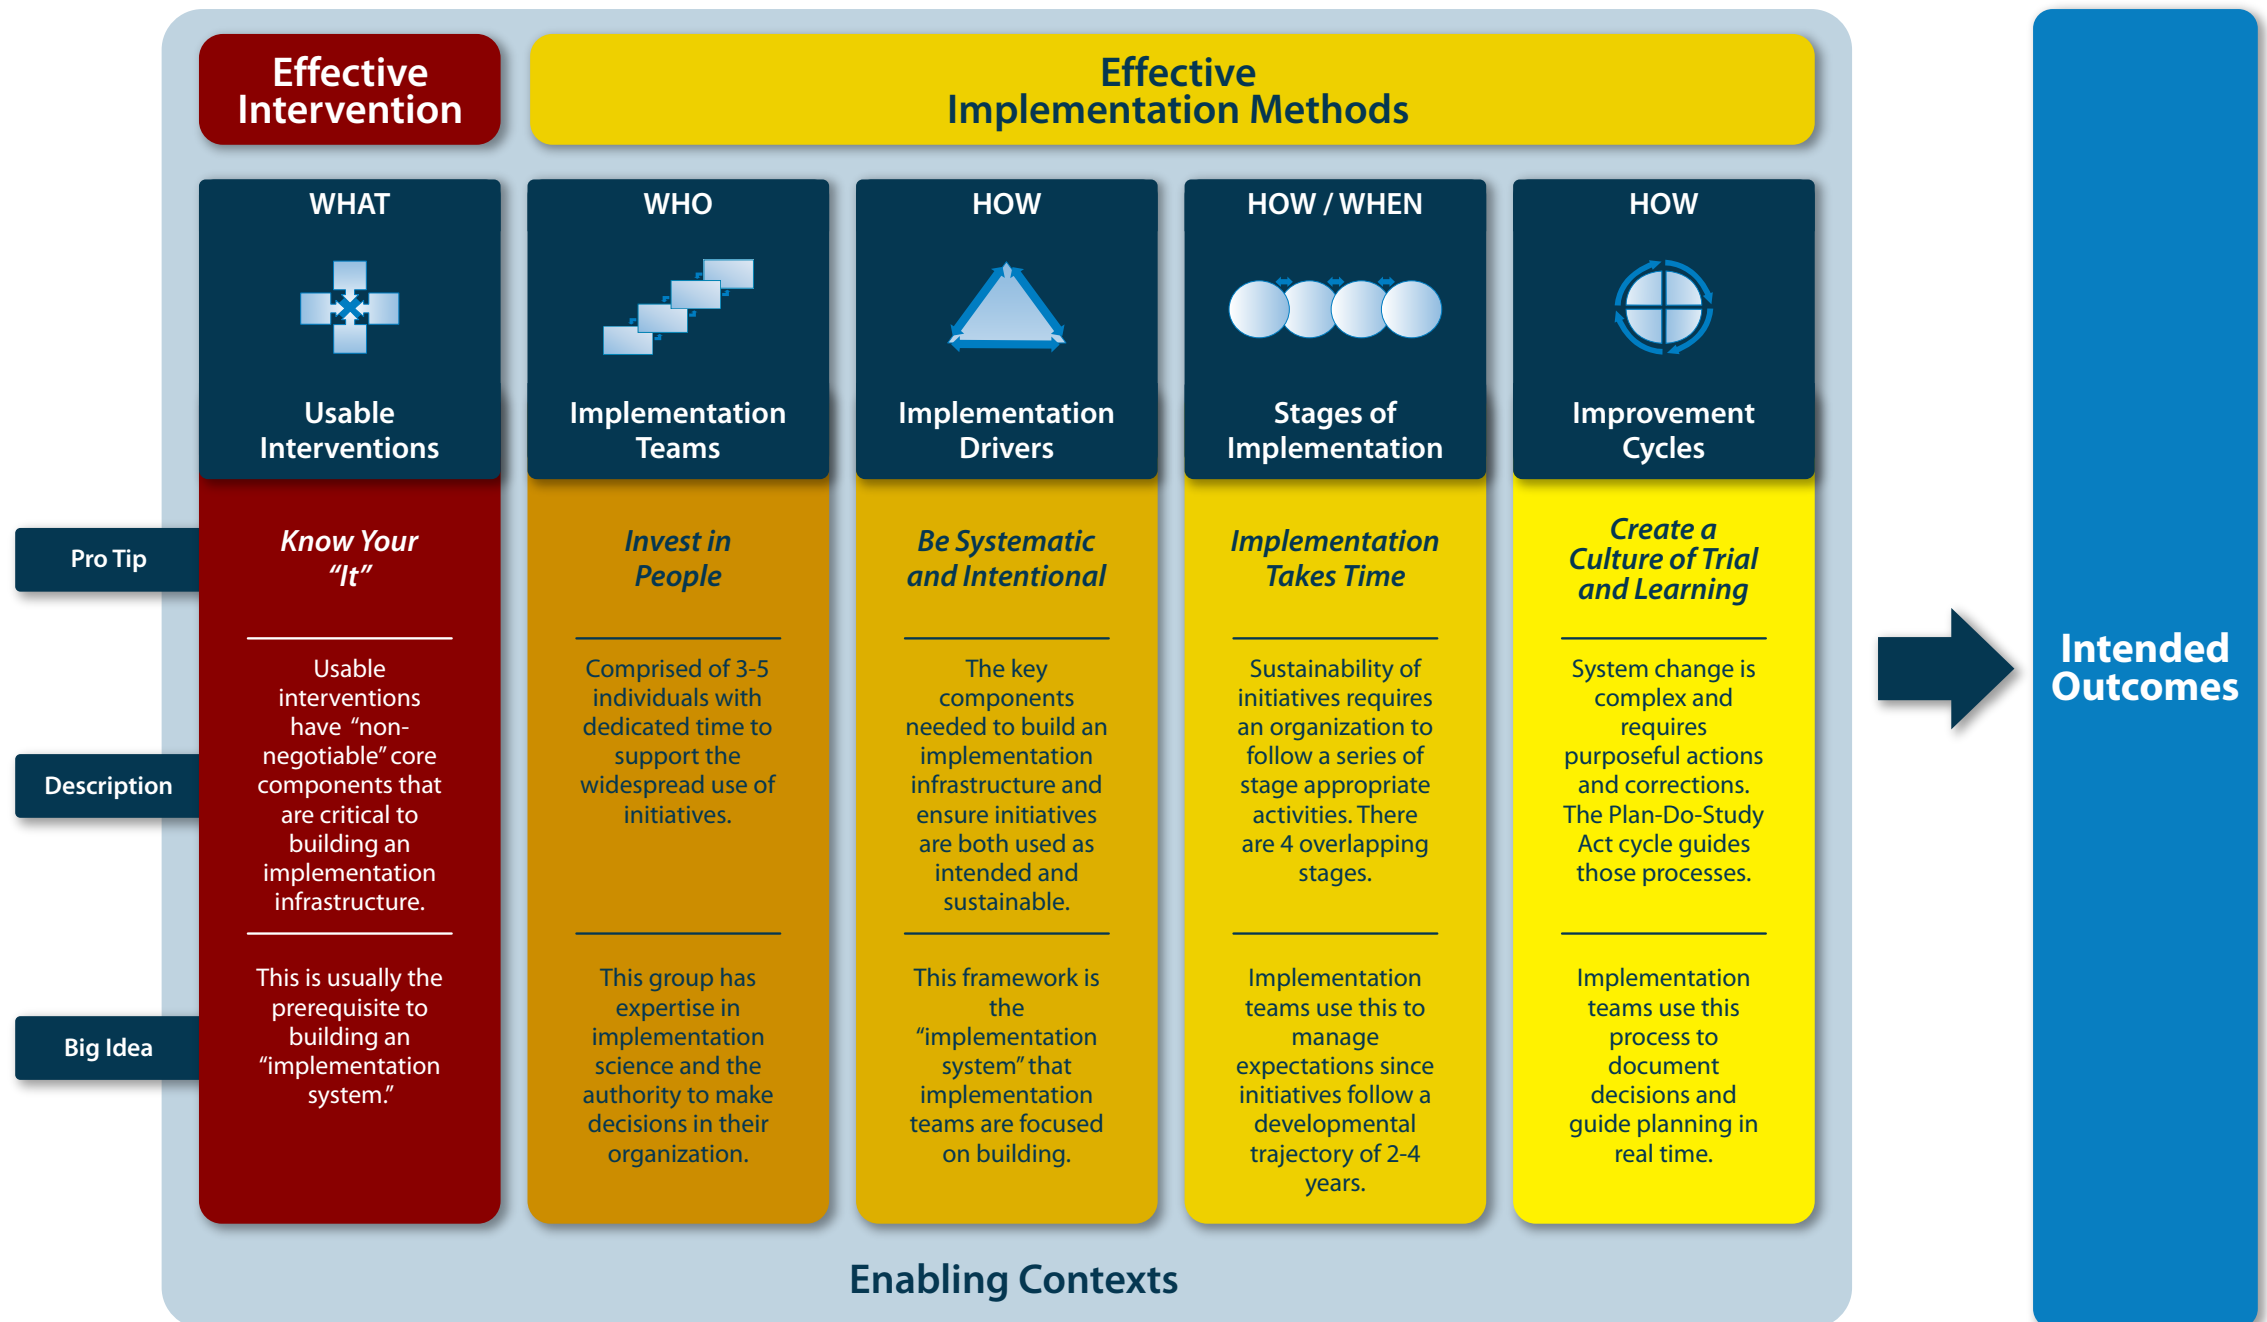 Effective
Intervention
Effective
Implementation Methods
WHAT
Usable
Interventions
WHO
Implementation
Teams
HOW
Implementation
Drivers
HOW / WHEN
Stages of
Implementation
HOW
Improvement
Cycles
Pro Tip
Know Your
“It”
Invest in
People
Be Systematic
and Intentional
Implementation
Takes Time
Create a
Culture of Trial
and Learning
Description
Usable
interventions
have “non-
negotiable” core
components that
are critical to
building an
implementation
infrastructure.
Comprised of 3-5
individuals with
dedicated time to
support the
widespread use of
initiatives.
The key
components
needed to build an
implementation
infrastructure and
ensure initiatives
are both used as
intended and
sustainable.
Sustainability of
initiatives requires
an organization to
follow a series of
stage appropriate
activities. There
are 4 overlapping
stages.
System change is
complex and
requires
purposeful actions
and corrections.
The Plan-Do-Study
Act cycle guides
those processes.
Big Idea
This is usually the
prerequisite to
building an
“implementation
system.”
This group has
expertise in
implementation
science and the
authority to make
decisions in their
organization.
This framework is
the
“implementation
system” that
implementation
teams are focused
on building.
Implementation
teams use this to
manage
expectations since
initiatives follow a
developmental
trajectory of 2-4
years.
Implementation
teams use this
process to
document
decisions and
guide planning in
real time.
Enabling Contexts
Intended
Outcomes